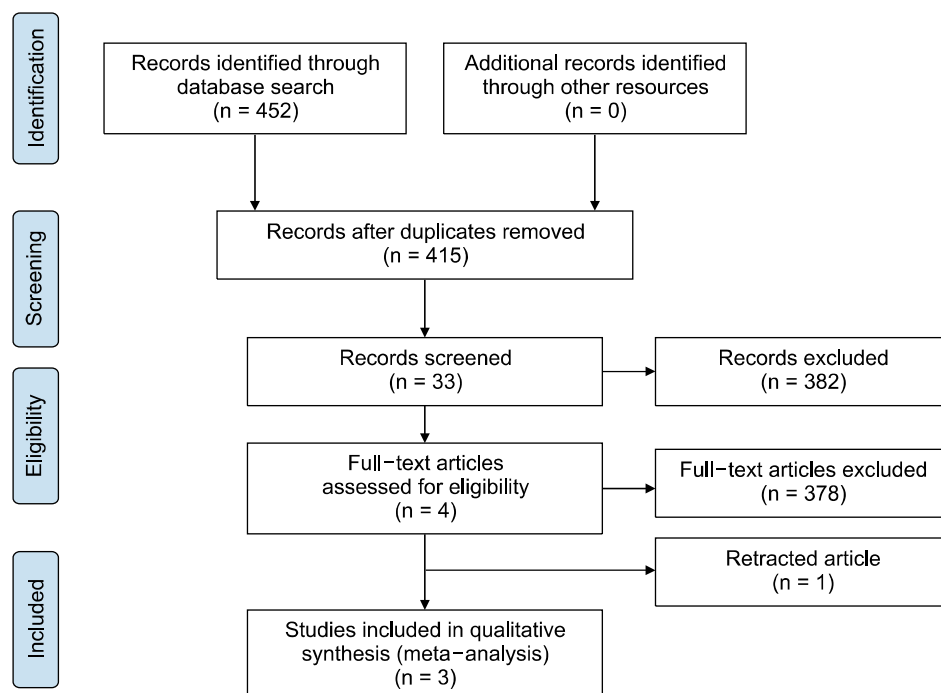 Identification
Records identified through
database search
(n = 452)
Additional records identified
through other resources
(n = 0)
Screening
Records after duplicates removed
(n = 415)
Records screened
(n = 33)
Records excluded
(n = 382)
Eligibility
Full-text articles
assessed for eligibility
(n = 4)
Full-text articles excluded
(n = 378)
Retracted article
(n = 1)
Included
Studies included in qualitative
synthesis (meta-analysis)
(n = 3)